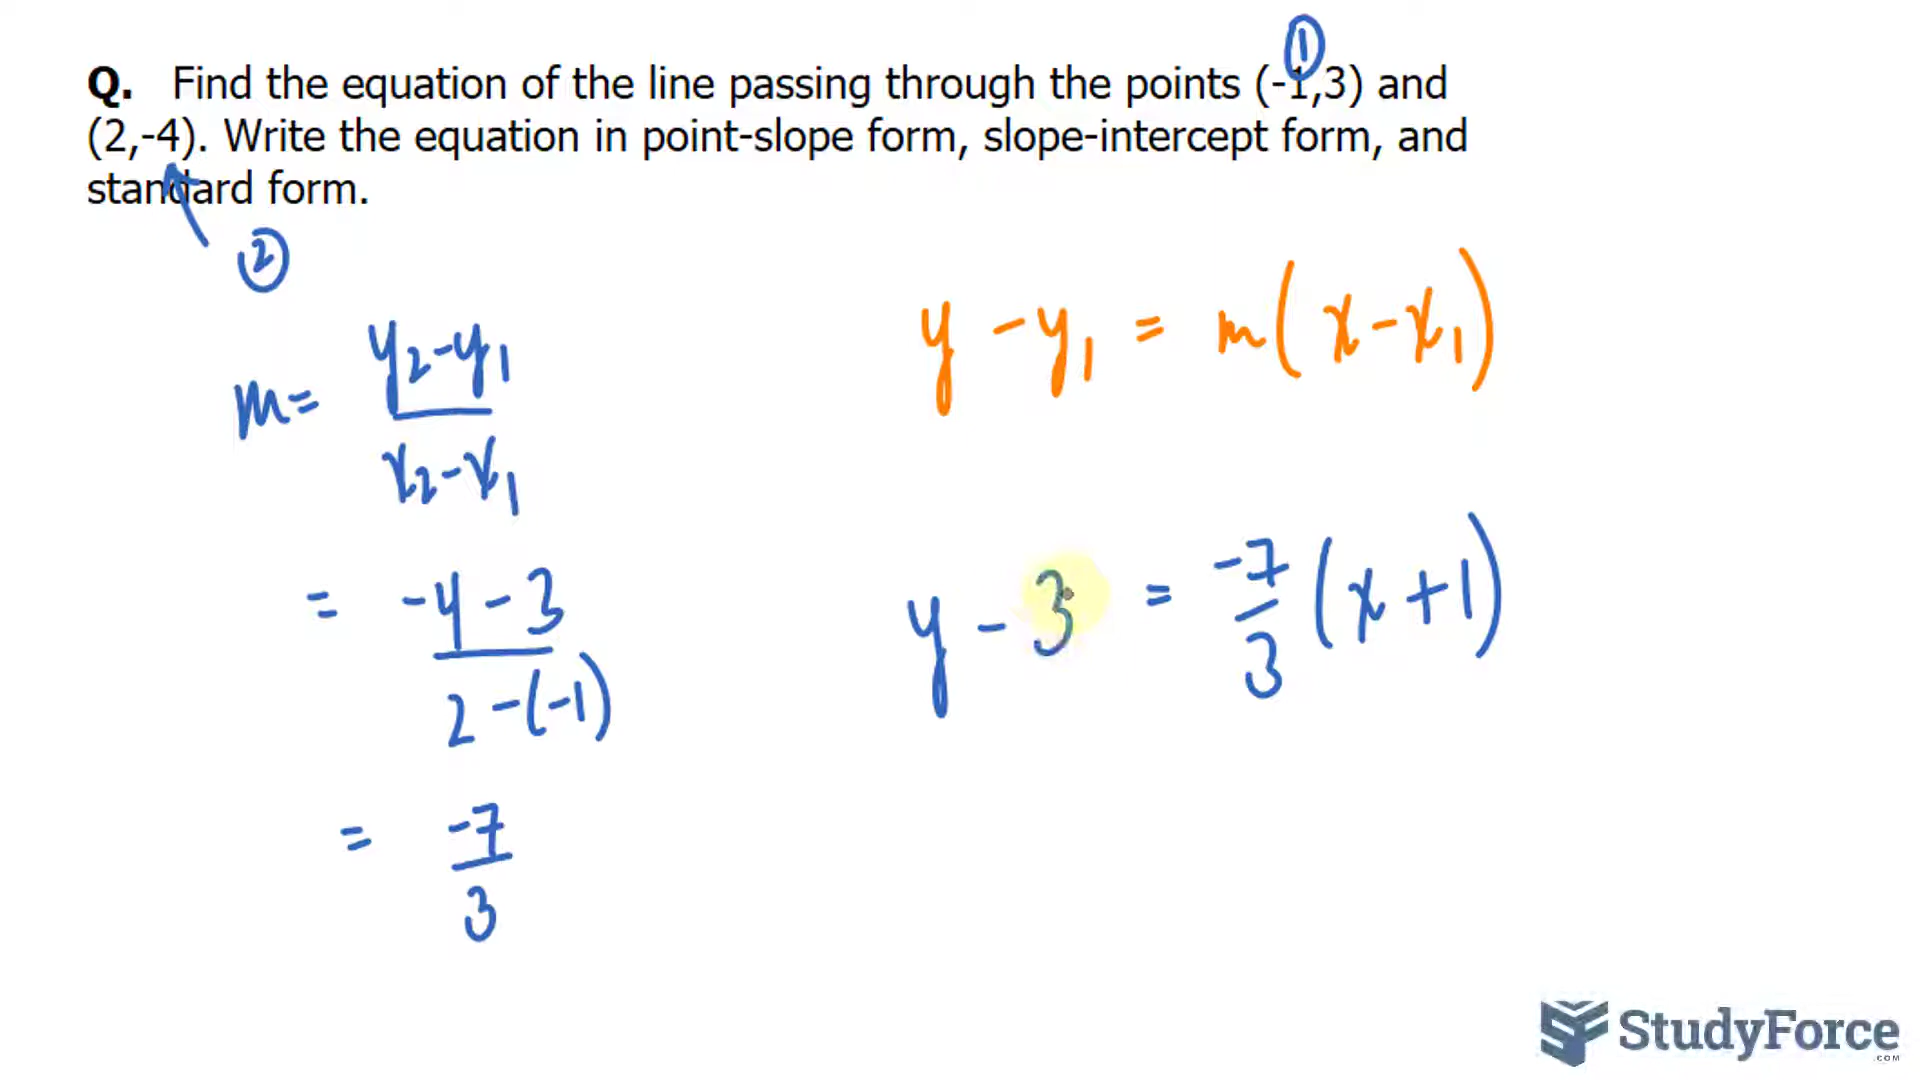 ①
Q. Find the equation of the line passing through the points (-1,3) and
(2,-4). Write the equation in point-slope form, slope-intercept form, and
standard form.
②
m = (y₂-y₁)/(x₂-x₁)
= (-4-3)/(2-(-1))
= -7/3
y - y₁ = m(x - x₁)
y - 3 = -7/3 (x + 1)
StudyForce
.COM